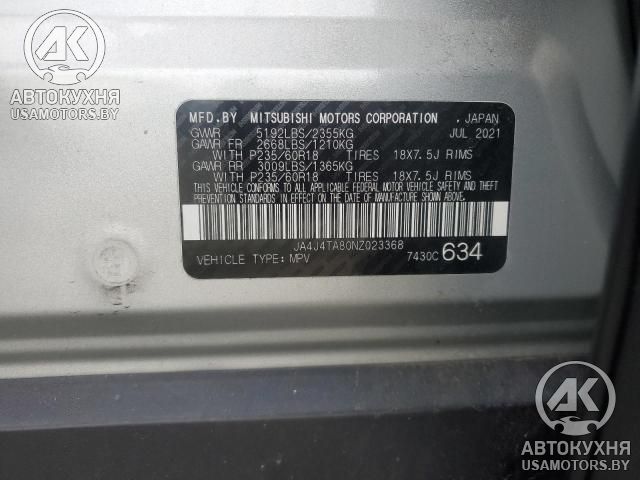 АК
АВТОКУХНЯ
USAMOTORS.BY
MFD.BY MITSUBISHI MOTORS CORPORATION , JAPAN
GVWR 5192LBS/2355KG JUL 2021
GAWR FR 2668LBS/1210KG
WITH P235/60R18 TIRES 18X7.5J RIMS
GAWR RR 3009LBS/1365KG
WITH P235/60R18 TIRES 18X7.5J RIMS
THIS VEHICLE CONFORMS TO ALL APPLICABLE FEDERAL MOTOR VEHICLE SAFETY AND
THEFT PREVENTION STANDARDS IN EFFECT ON THE DATE OF MANUFACTURE SHOWN ABOVE.
JA4J4TA80NZ023368
VEHICLE TYPE: MPV 7430C 634
АК
АВТОКУХНЯ
USAMOTORS.BY